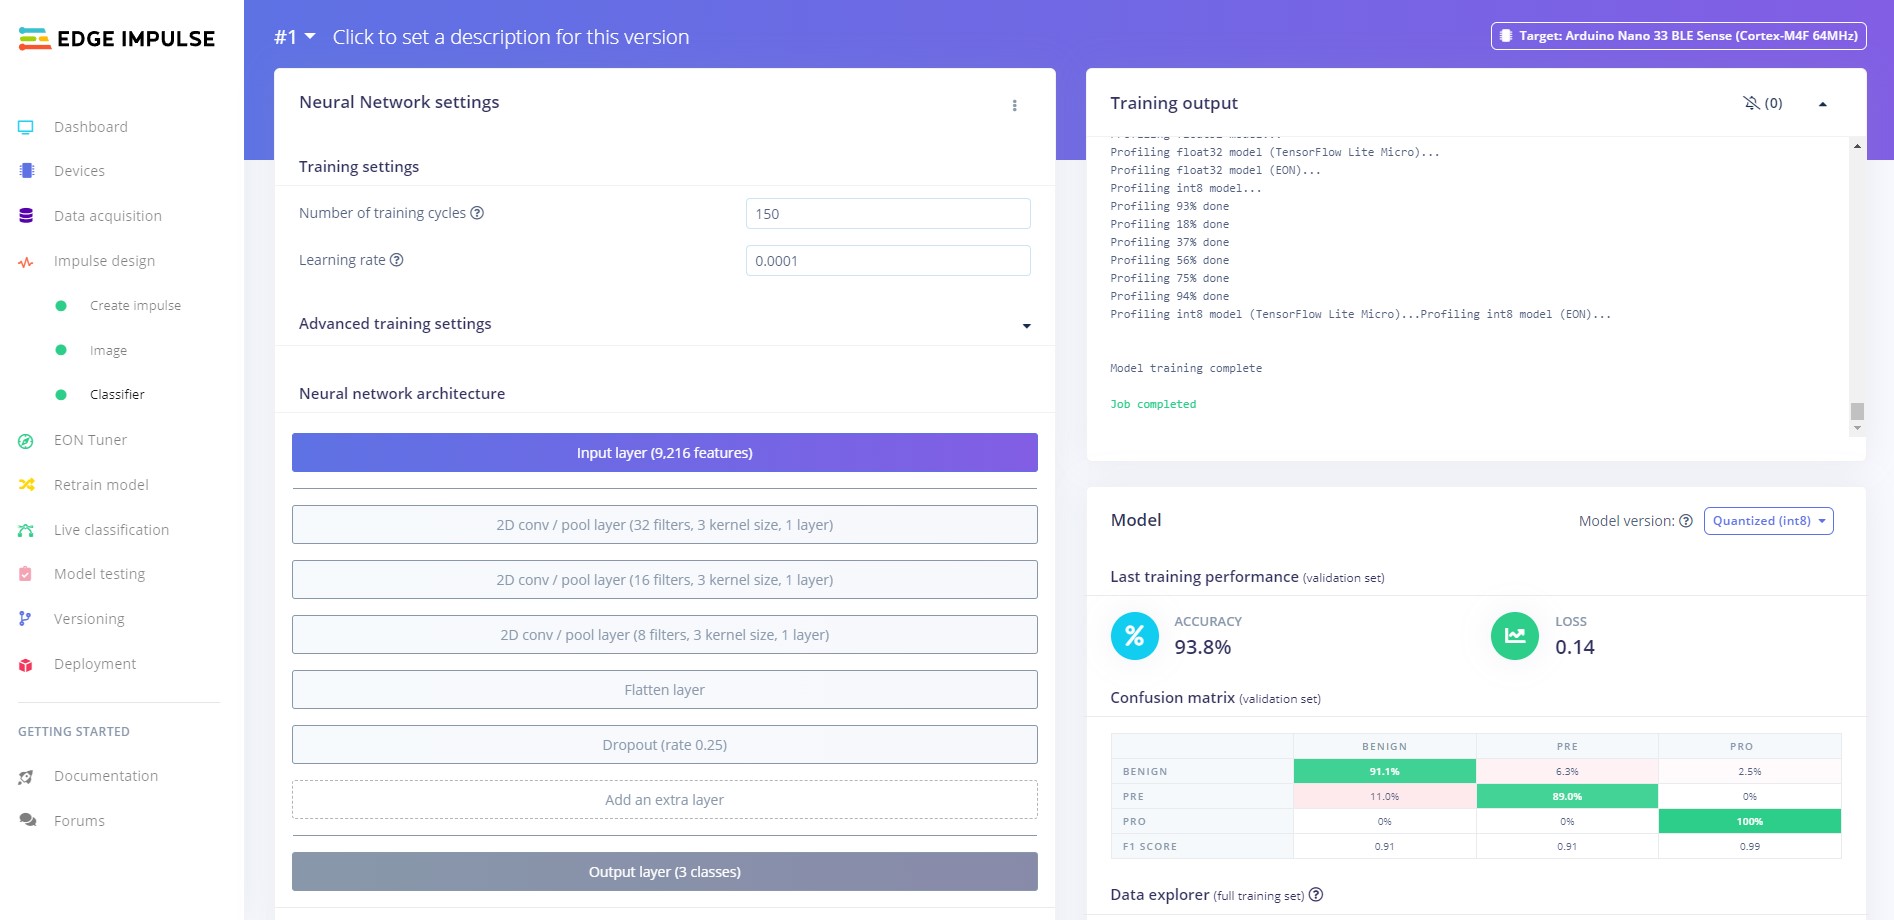 EDGE IMPULSE
Dashboard
Devices
Data acquisition
Impulse design
Create impulse
Image
Classifier
EON Tuner
Retrain model
Live classification
Model testing
Versioning
Deployment
GETTING STARTED
Documentation
Forums
#1 Click to set a description for this version
Target: Arduino Nano 33 BLE Sense (Cortex-M4F 64MHz)
Neural Network settings
Training settings
Number of training cycles 150
Learning rate 0.0001
Advanced training settings
Neural network architecture
Input layer (9,216 features)
2D conv / pool layer (32 filters, 3 kernel size, 1 layer)
2D conv / pool layer (16 filters, 3 kernel size, 1 layer)
2D conv / pool layer (8 filters, 3 kernel size, 1 layer)
Flatten layer
Dropout (rate 0.25)
Add an extra layer
Output layer (3 classes)
Training output (0)
Profiling float32 model...
Profiling float32 model (TensorFlow Lite Micro)...
Profiling float32 model (EON)...
Profiling int8 model...
Profiling 93% done
Profiling 18% done
Profiling 37% done
Profiling 56% done
Profiling 75% done
Profiling 94% done
Profiling int8 model (TensorFlow Lite Micro)...Profiling int8 model (EON)...
Model training complete
Job completed
Model
Model version: Quantized (int8)
Last training performance (validation set)
% ACCURACY
93.8%
LOSS
0.14
Confusion matrix (validation set)
BENIGN PRE PRO
BENIGN 91.1% 6.3% 2.5%
PRE 11.0% 89.0% 0%
PRO 0% 0% 100%
F1 SCORE 0.91 0.91 0.99
Data explorer (full training set)